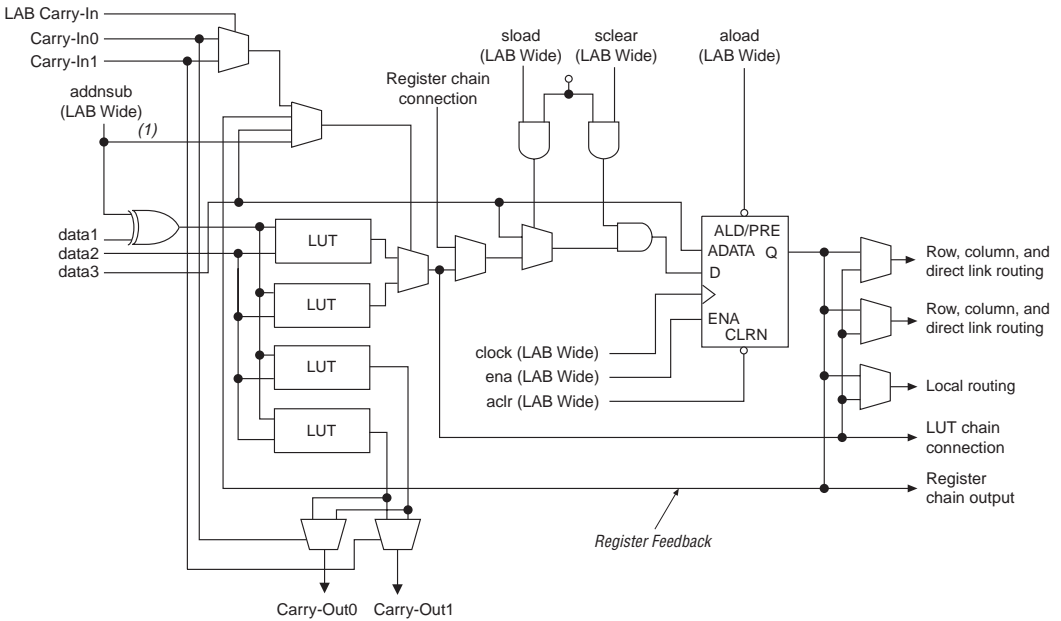 LAB Carry-In
Carry-In0
Carry-In1
addnsub
(LAB Wide)
(1)
Register chain
connection
sload
(LAB Wide)
sclear
(LAB Wide)
aload
(LAB Wide)
data1
data2
data3
LUT
LUT
LUT
LUT
ALD/PRE
ADATA Q
D
ENA
CLRN
clock (LAB Wide)
ena (LAB Wide)
aclr (LAB Wide)
Row, column, and
direct link routing
Row, column, and
direct link routing
Local routing
LUT chain
connection
Register
chain output
Register Feedback
Carry-Out0 Carry-Out1